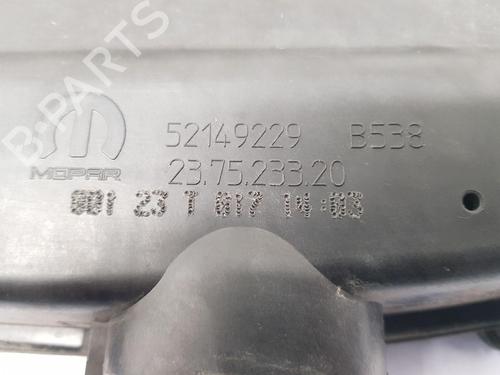 B-PARTS
52149229 B538
MOPAR 23.75.233.20
001 23 T 017 14:03